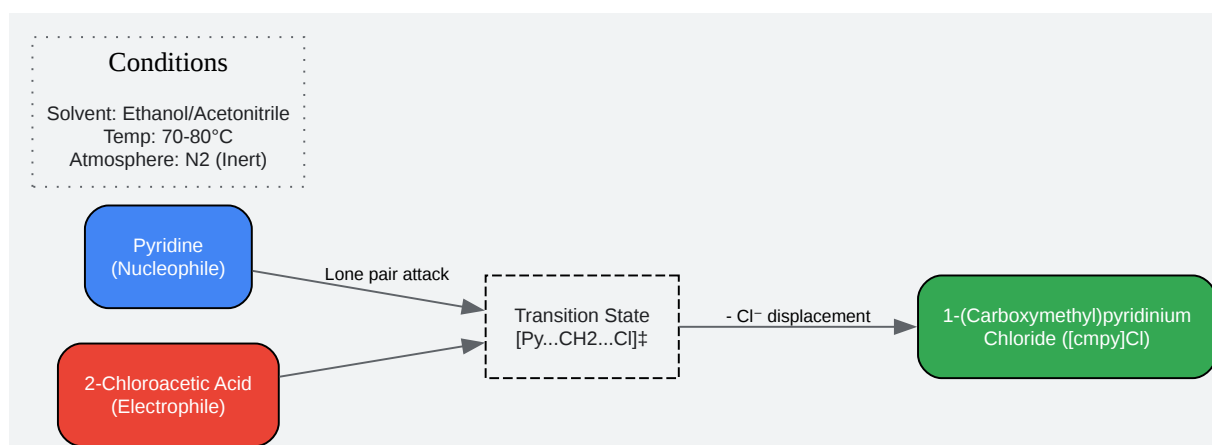 Conditions
Solvent: Ethanol/Acetonitrile
Temp: 70-80°C
Atmosphere: N2 (Inert)
Pyridine
(Nucleophile)
Lone pair attack
2-Chloroacetic Acid
(Electrophile)
Transition State
[Py...CH2...Cl]‡
- Cl⁻ displacement
1-(Carboxymethyl)pyridinium
Chloride ([cmpy]Cl)